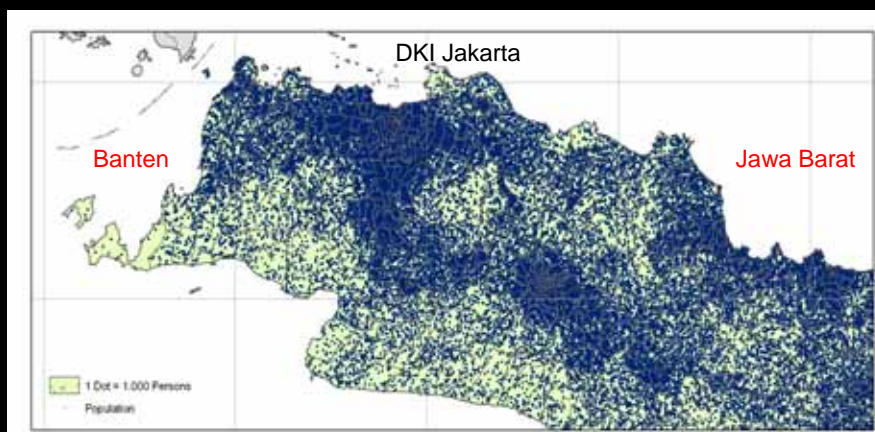 DKI Jakarta
Banten
Jawa Barat
1 Dot = 1.000 Persons
Population